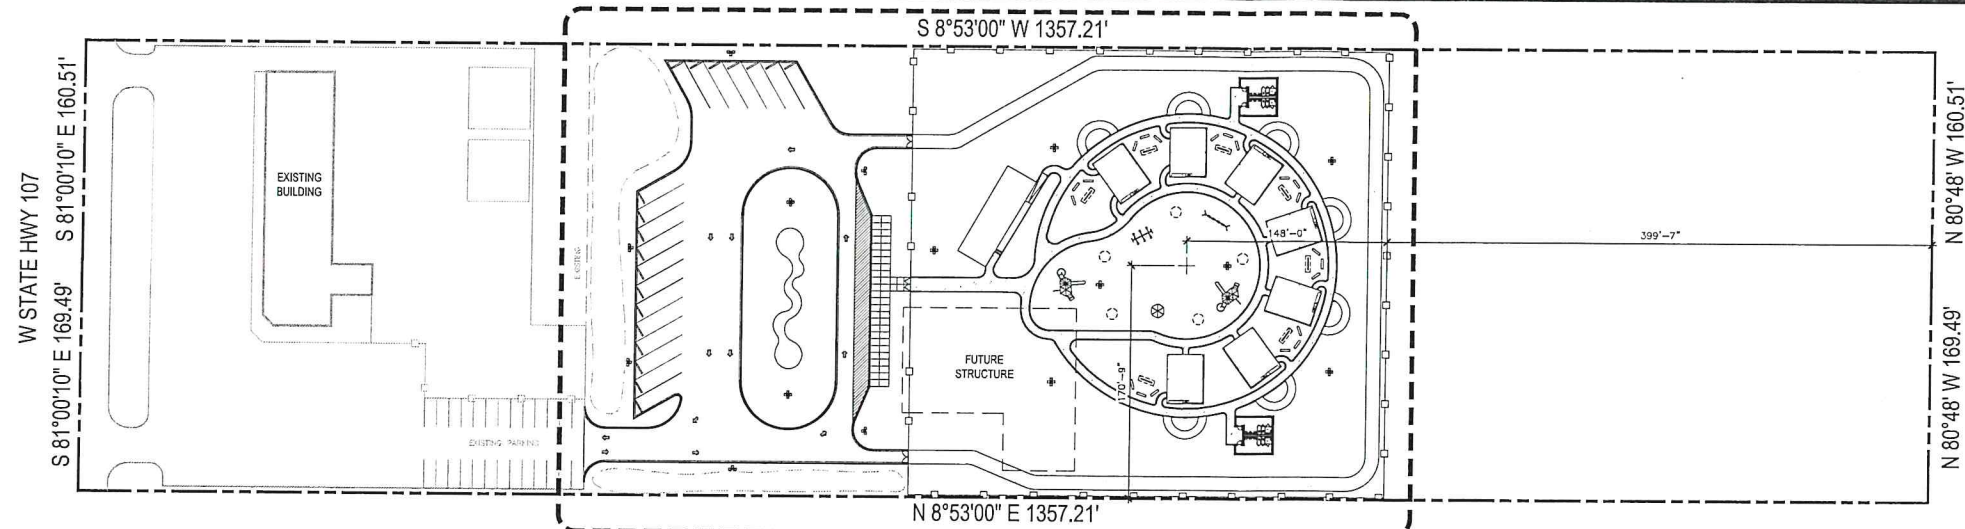 S 8°53'00" W 1357.21'
W STATE HWY 107
S 81°00'10" E 169.49'
S 81°00'10" E 160.51'
EXISTING
BUILDING
EXISTING
EXISTING PARKING
FUTURE
STRUCTURE
148'-0"
170'-6"
399'-7"
N 80°48' W 160.51'
N 80°48' W 169.49'
N 8°53'00" E 1357.21'